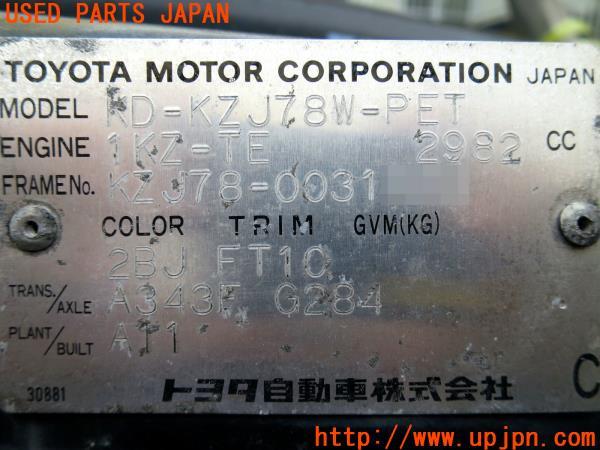 USED PARTS JAPAN
TOYOTA MOTOR CORPORATION JAPAN
MODEL KD-KZJ78W-PET
ENGINE 1KZ-TE 2982 CC
FRAME No. KZJ78-0031
COLOR TRIM GVM(KG)
2BJ FT10
TRANS./AXLE A343F G284
PLANT/BUILT A11
30881 トヨタ自動車株式会社 C
http://www.upjpn.com/